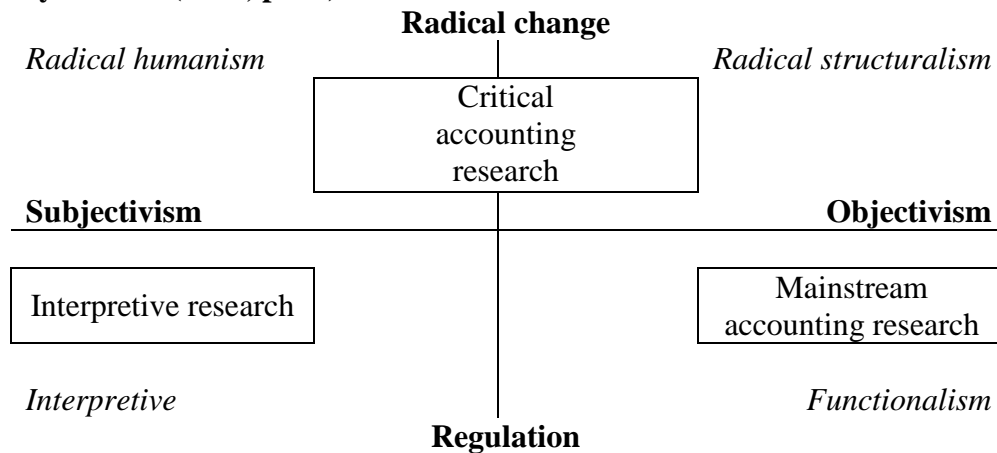 Radical change
Radical humanism
Radical structuralism
Critical
accounting
research
Subjectivism
Objectivism
Interpretive research
Mainstream
accounting research
Interpretive
Functionalism
Regulation